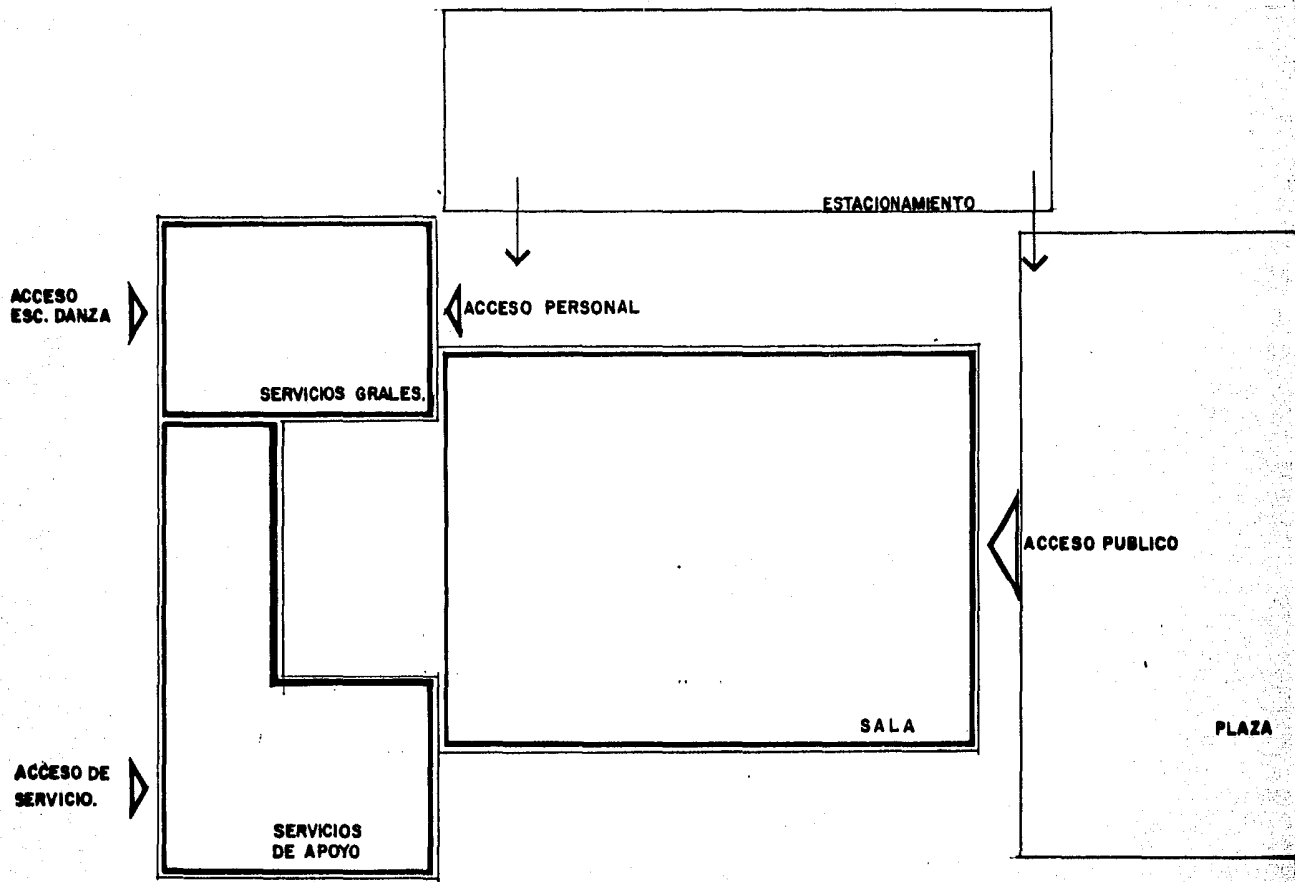 ESTACIONAMIENTO
ACCESO
ESC. DANZA
ACCESO PERSONAL
SERVICIOS GRALES.
ACCESO PUBLICO
SALA
PLAZA
ACCESO DE
SERVICIO.
SERVICIOS
DE APOYO